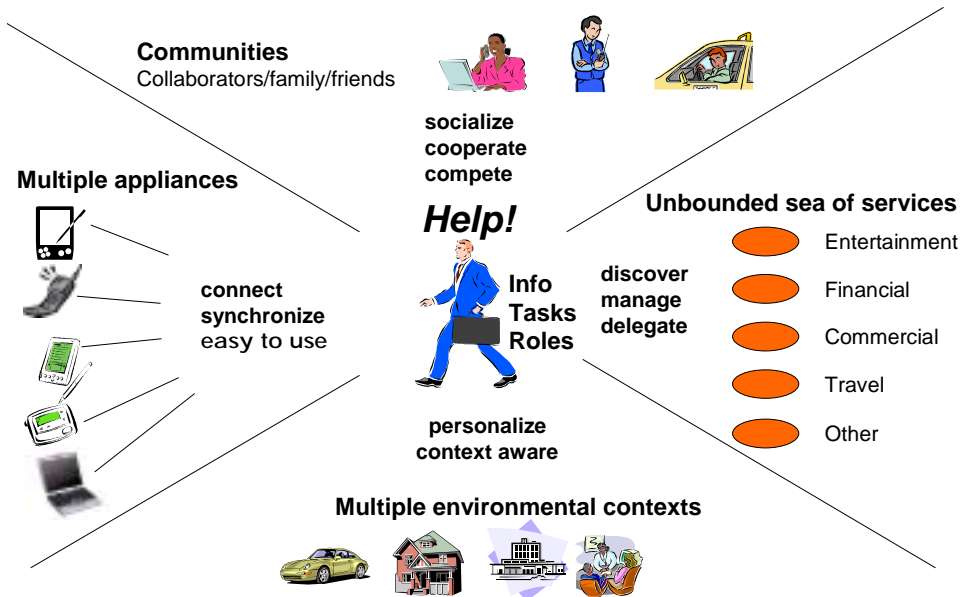 Communities
Collaborators/family/friends
socialize
cooperate
compete
Multiple appliances
connect
synchronize
easy to use
Help!
Info
Tasks
Roles
discover
manage
delegate
Unbounded sea of services
Entertainment
Financial
Commercial
Travel
Other
personalize
context aware
Multiple environmental contexts